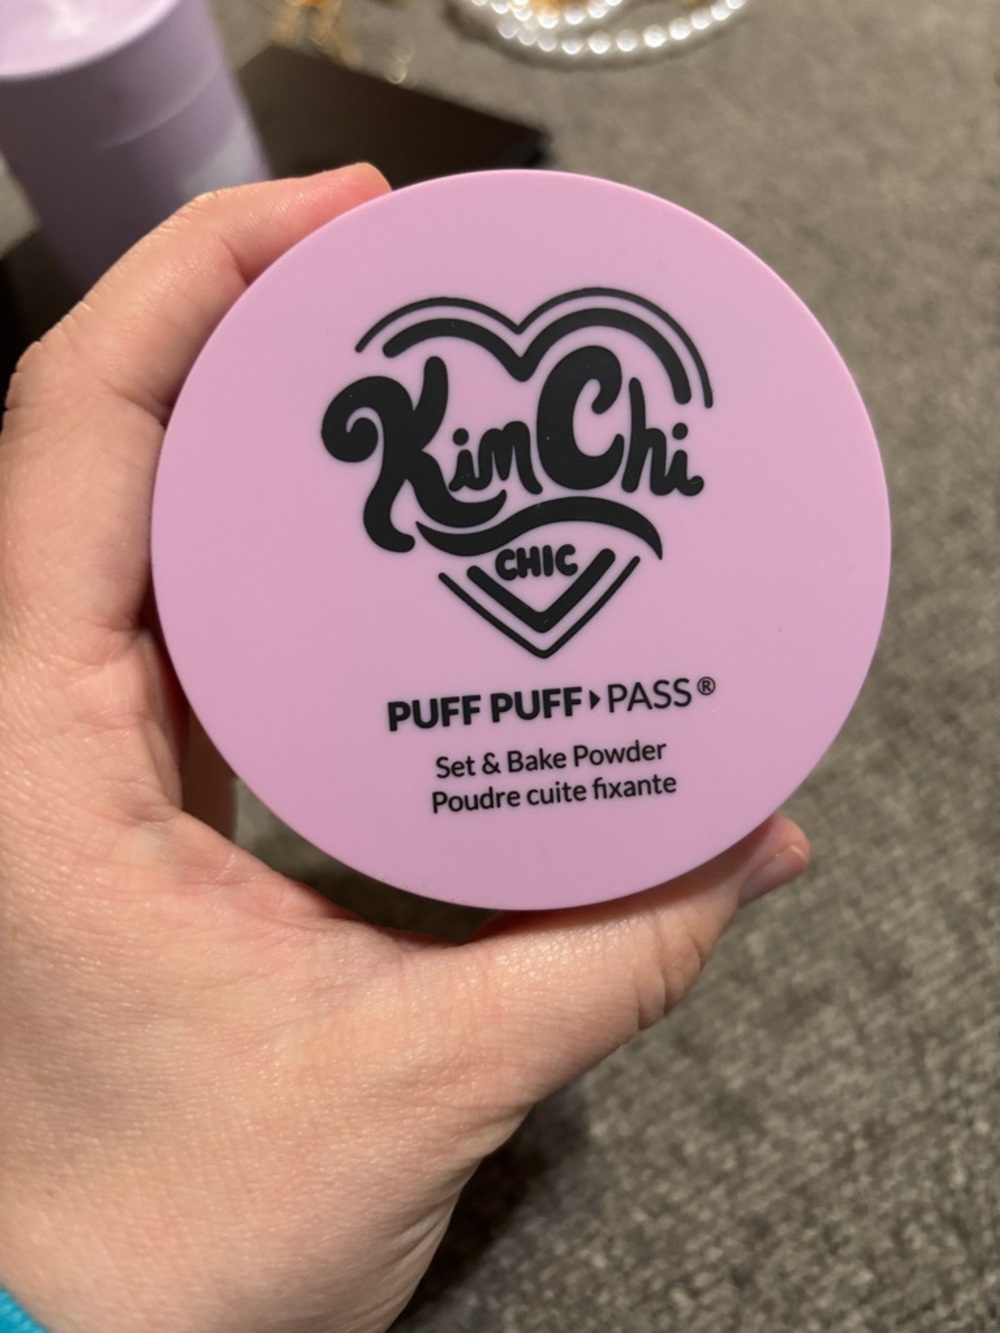 KimChi
CHIC
PUFF PUFF▸PASS®
Set & Bake Powder
Poudre cuite fixante